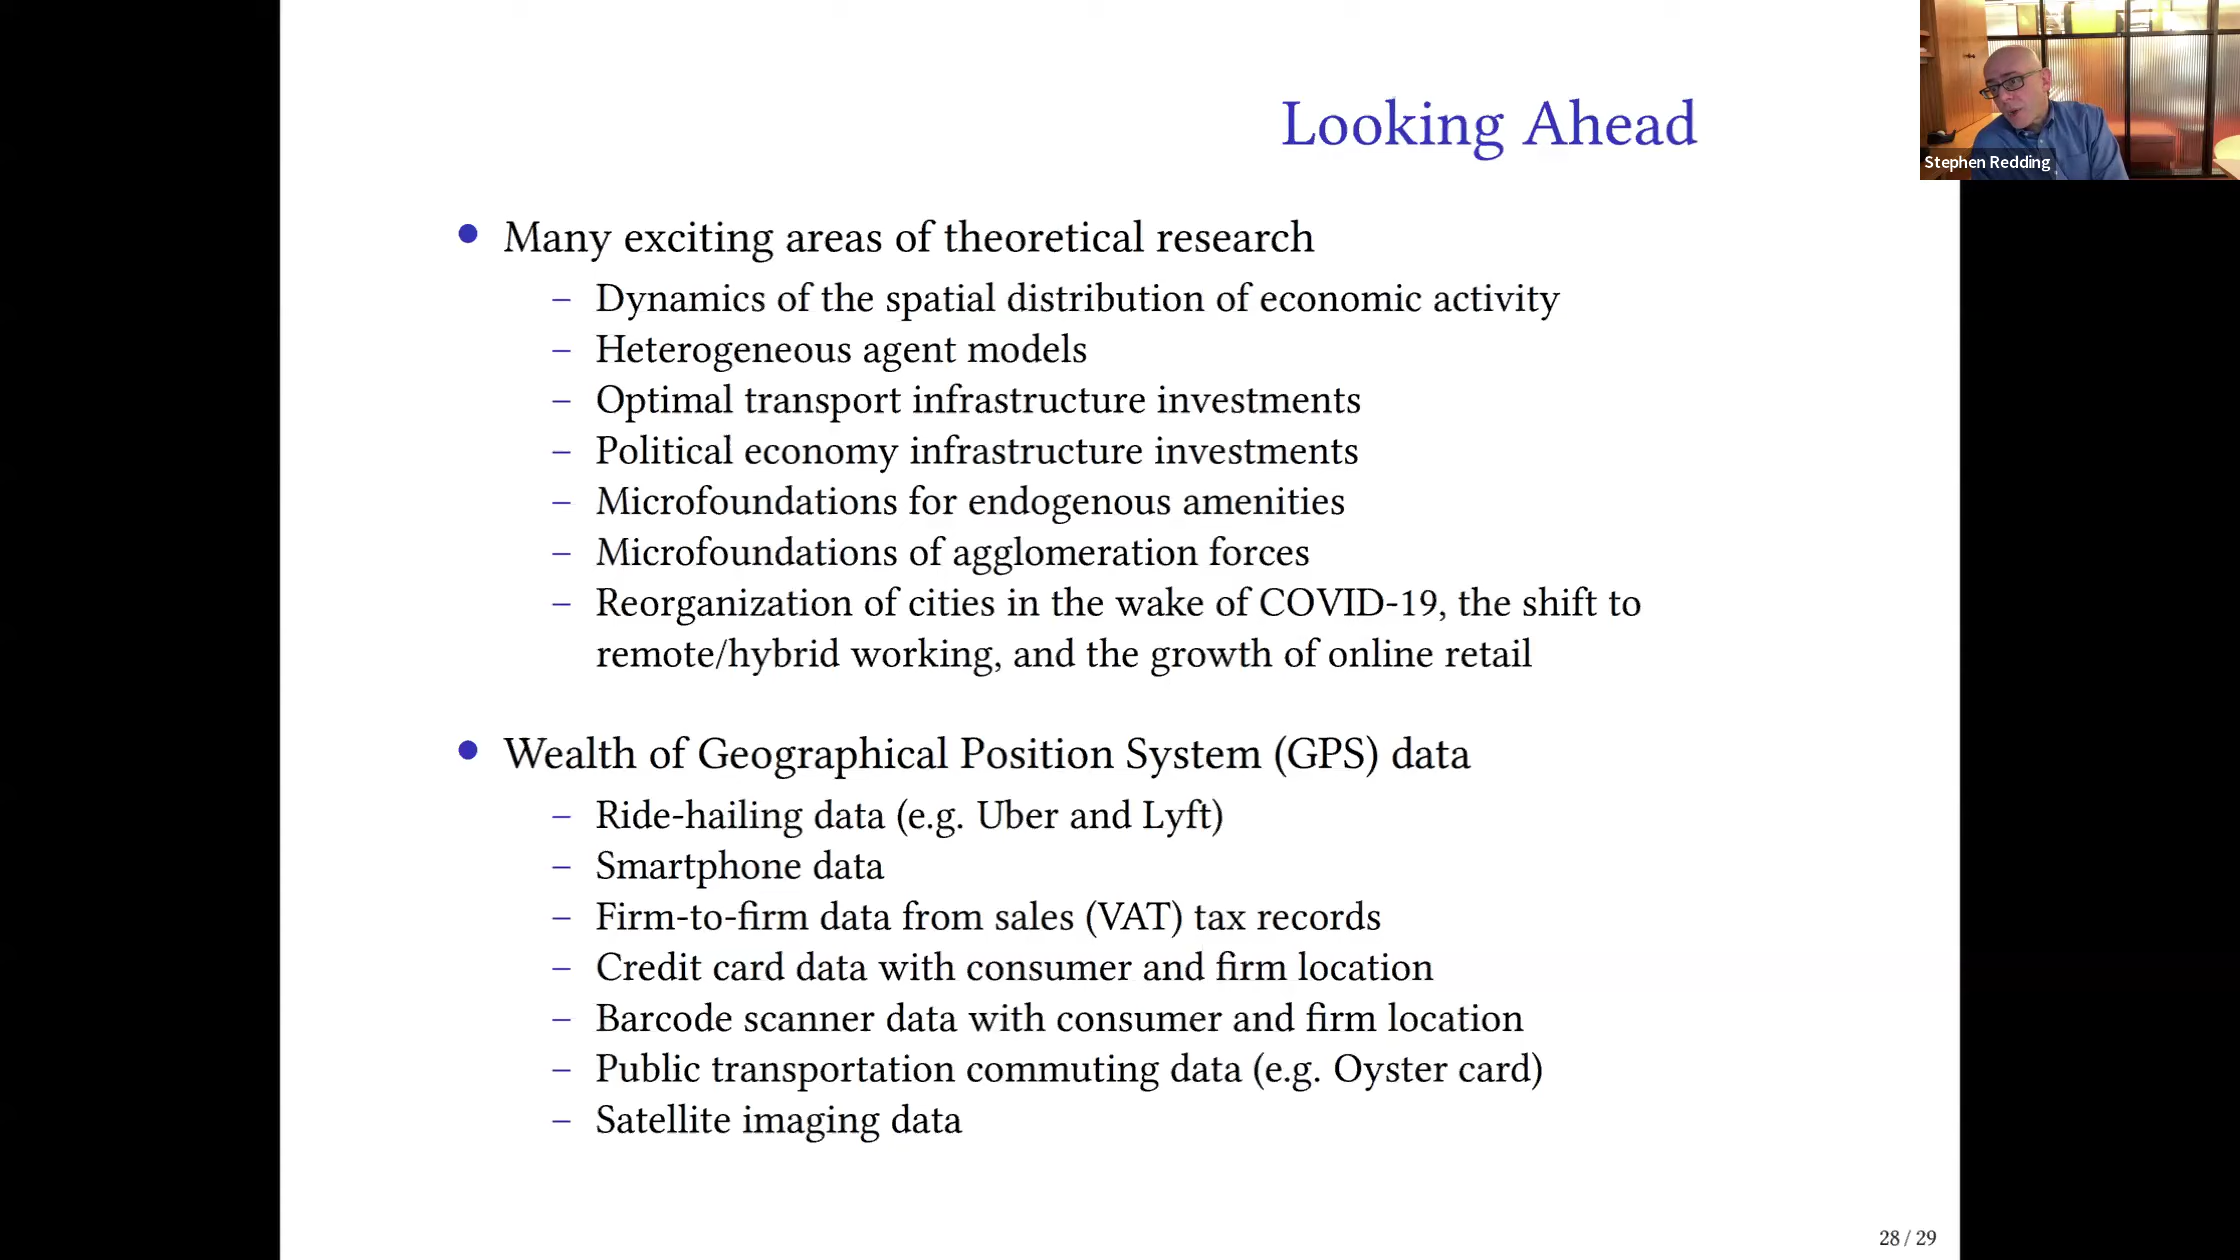 Looking Ahead
Stephen Redding
• Many exciting areas of theoretical research
– Dynamics of the spatial distribution of economic activity
– Heterogeneous agent models
– Optimal transport infrastructure investments
– Political economy infrastructure investments
– Microfoundations for endogenous amenities
– Microfoundations of agglomeration forces
– Reorganization of cities in the wake of COVID-19, the shift to
remote/hybrid working, and the growth of online retail
• Wealth of Geographical Position System (GPS) data
– Ride-hailing data (e.g. Uber and Lyft)
– Smartphone data
– Firm-to-firm data from sales (VAT) tax records
– Credit card data with consumer and firm location
– Barcode scanner data with consumer and firm location
– Public transportation commuting data (e.g. Oyster card)
– Satellite imaging data
28 / 29